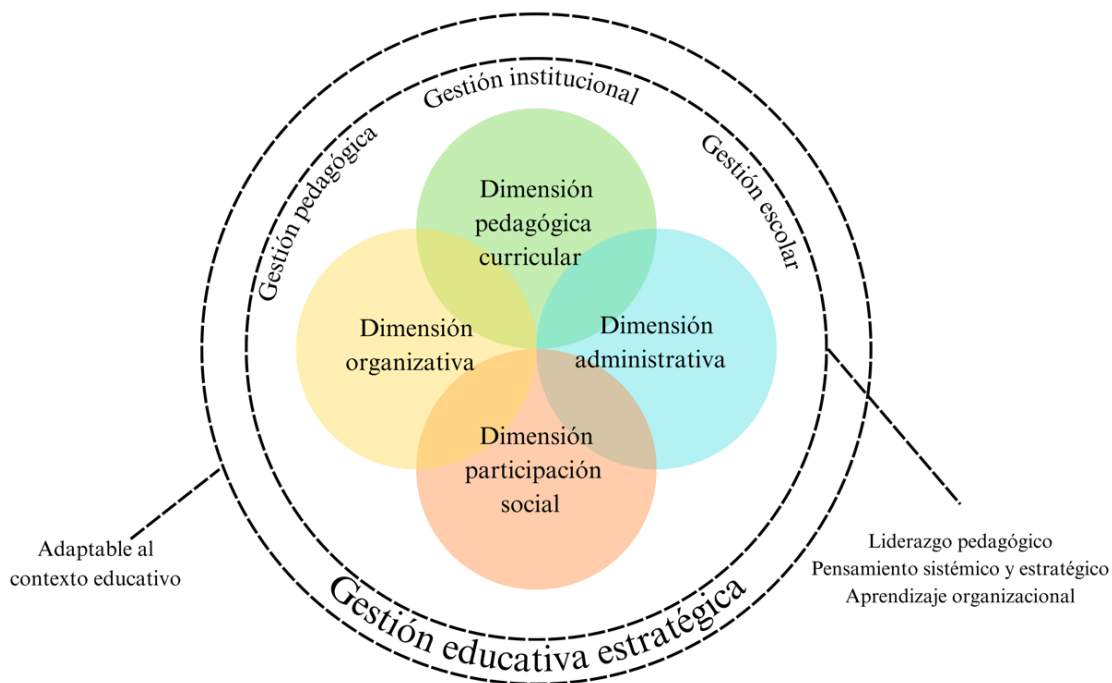 Gestión institucional
Gestión pedagógica
Gestión escolar
Dimensión
pedagógica
curricular
Dimensión
organizativa
Dimensión
administrativa
Dimensión
participación
social
Adaptable al
contexto educativo
Liderazgo pedagógico
Pensamiento sistémico y estratégico
Aprendizaje organizacional
Gestión educativa estratégica